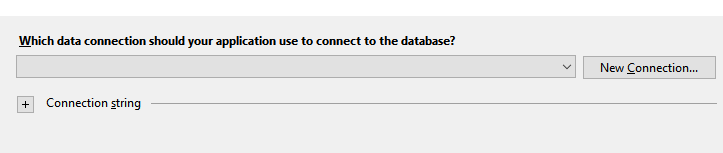 Which data connection should your application use to connect to the database?
New Connection...
+ Connection string